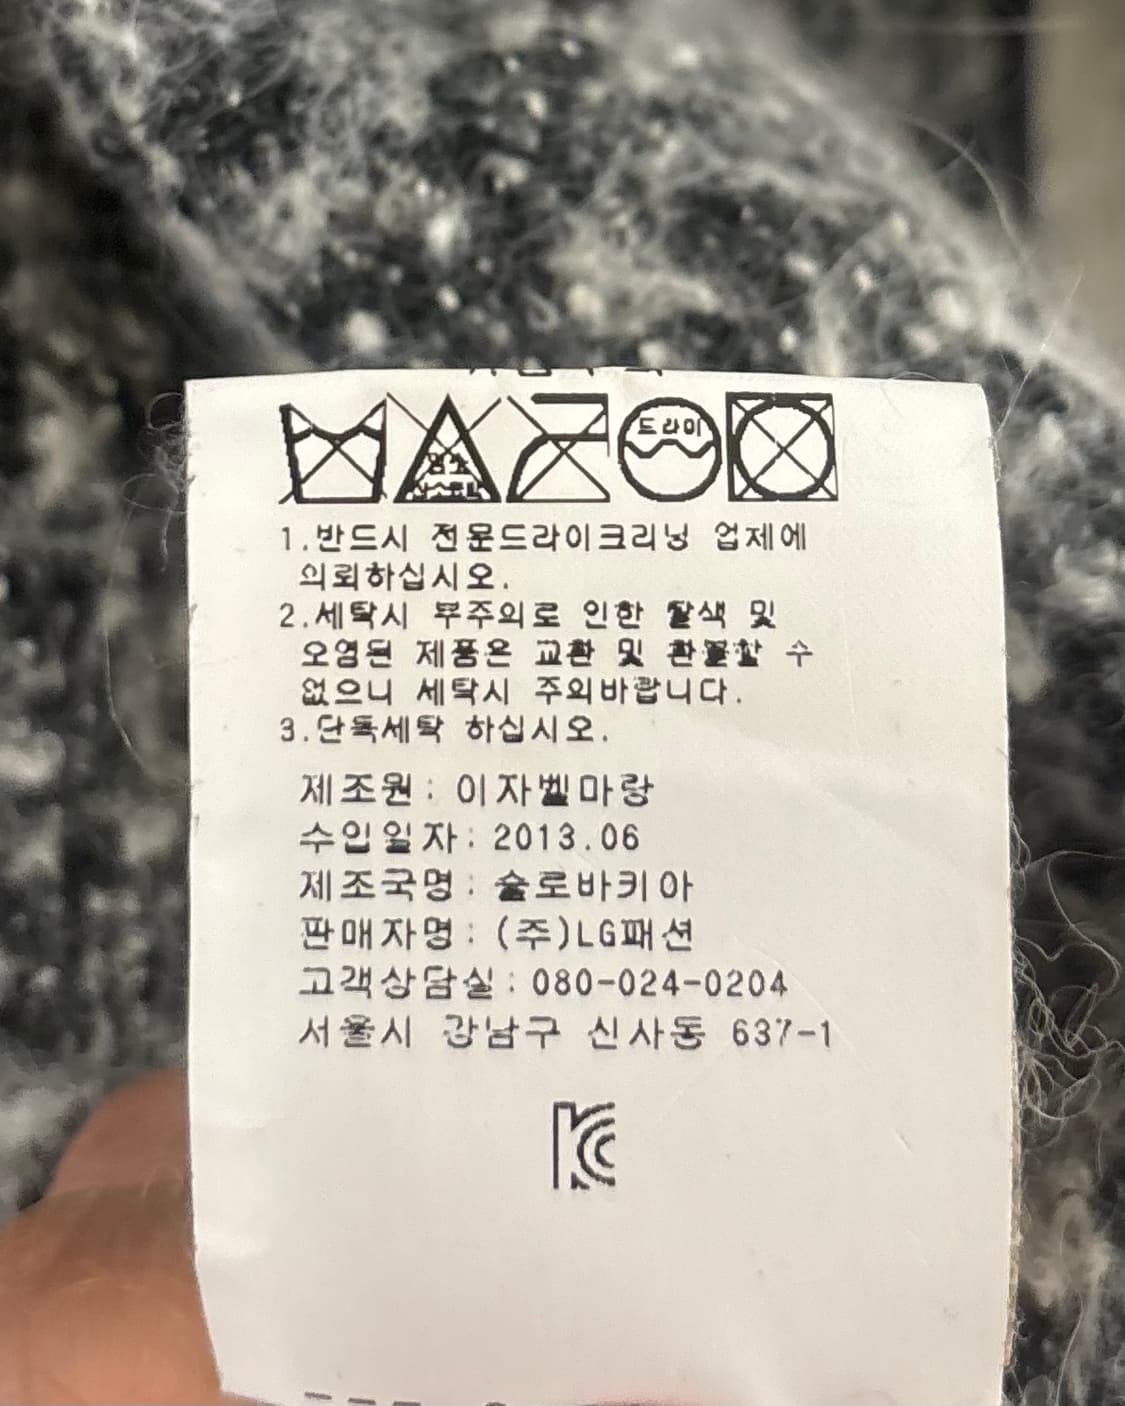 드라이
1.반드시 전문드라이크리닝 업체에
의뢰하십시오.
2.세탁시 부주의로 인한 탈색 및
오염된 제품은 교환 및 환불할 수
없으니 세탁시 주의바랍니다.
3.단독세탁 하십시오.
제조원: 이자벨마랑
수입일자: 2013.06
제조국명: 슬로바키아
판매자명: (주)LG패션
고객상담실: 080-024-0204
서울시 강남구 신사동 637-1